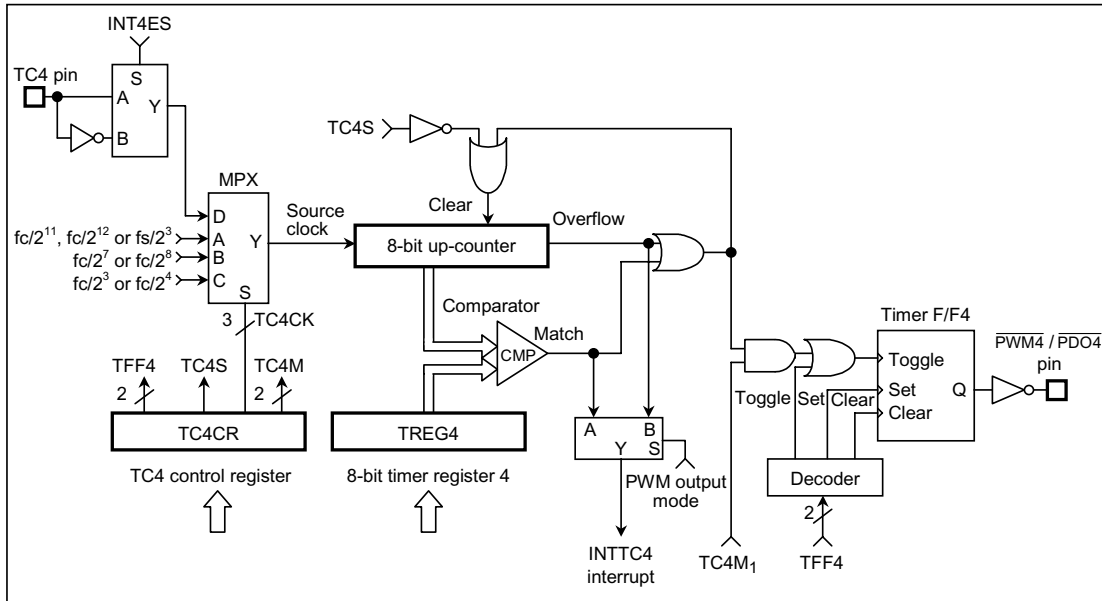 INT4ES
TC4 pin
S
A
Y
B
TC4S
MPX
Clear
Source
clock
Overflow
D
fc/2¹¹, fc/2¹² or fs/2³
A
Y
fc/2⁷ or fc/2⁸
B
fc/2³ or fc/2⁴
C
S
8-bit up-counter
3
TC4CK
Comparator
Match
CMP
Timer F/F4
PWM4 / PDO4
pin
Toggle
Set
Q
Clear
TFF4
TC4S
TC4M
2
2
Toggle
Set
Clear
TC4CR
TREG4
A
B
Y
S
Decoder
TC4 control register
8-bit timer register 4
PWM output
mode
2
INTTC4
interrupt
TC4M₁
TFF4